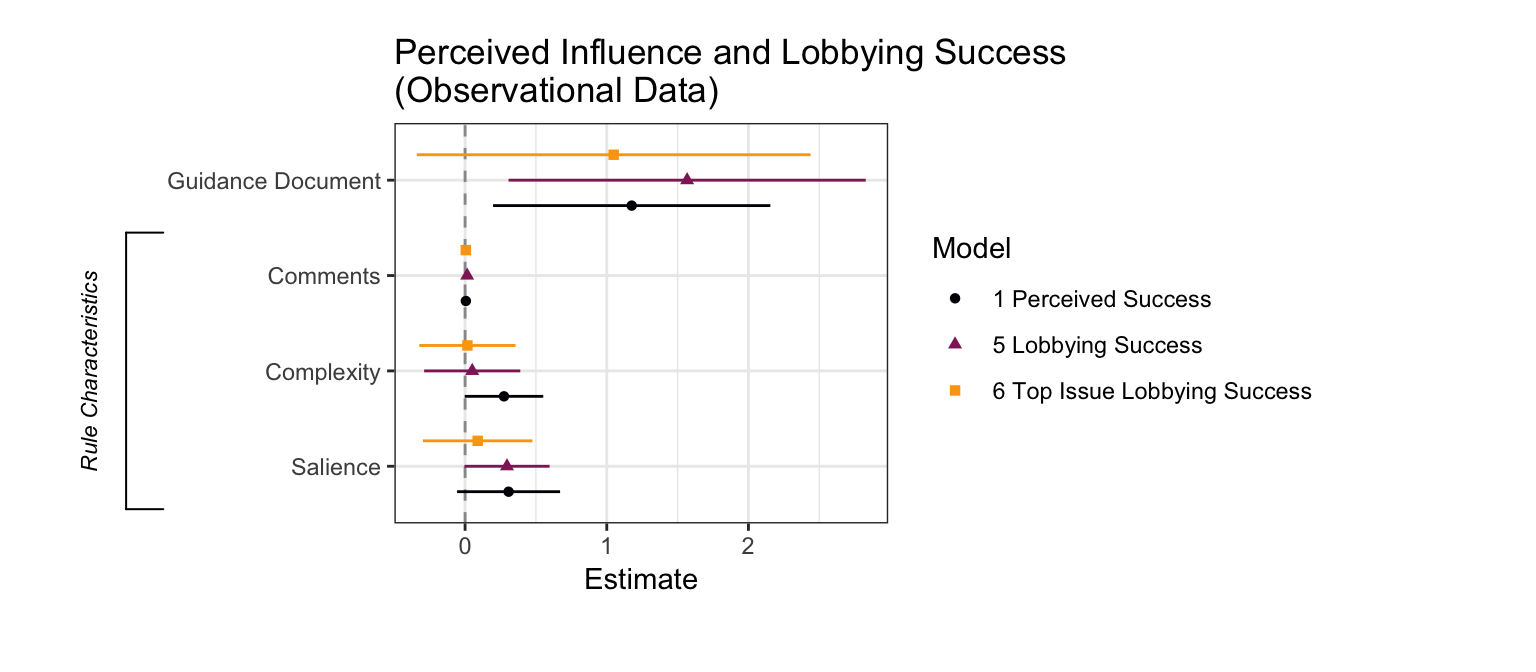 Perceived Influence and Lobbying Success
(Observational Data)
Guidance Document
Comments
Complexity
Salience
Rule Characteristics
0 1 2
Estimate
Model
1 Perceived Success
5 Lobbying Success
6 Top Issue Lobbying Success